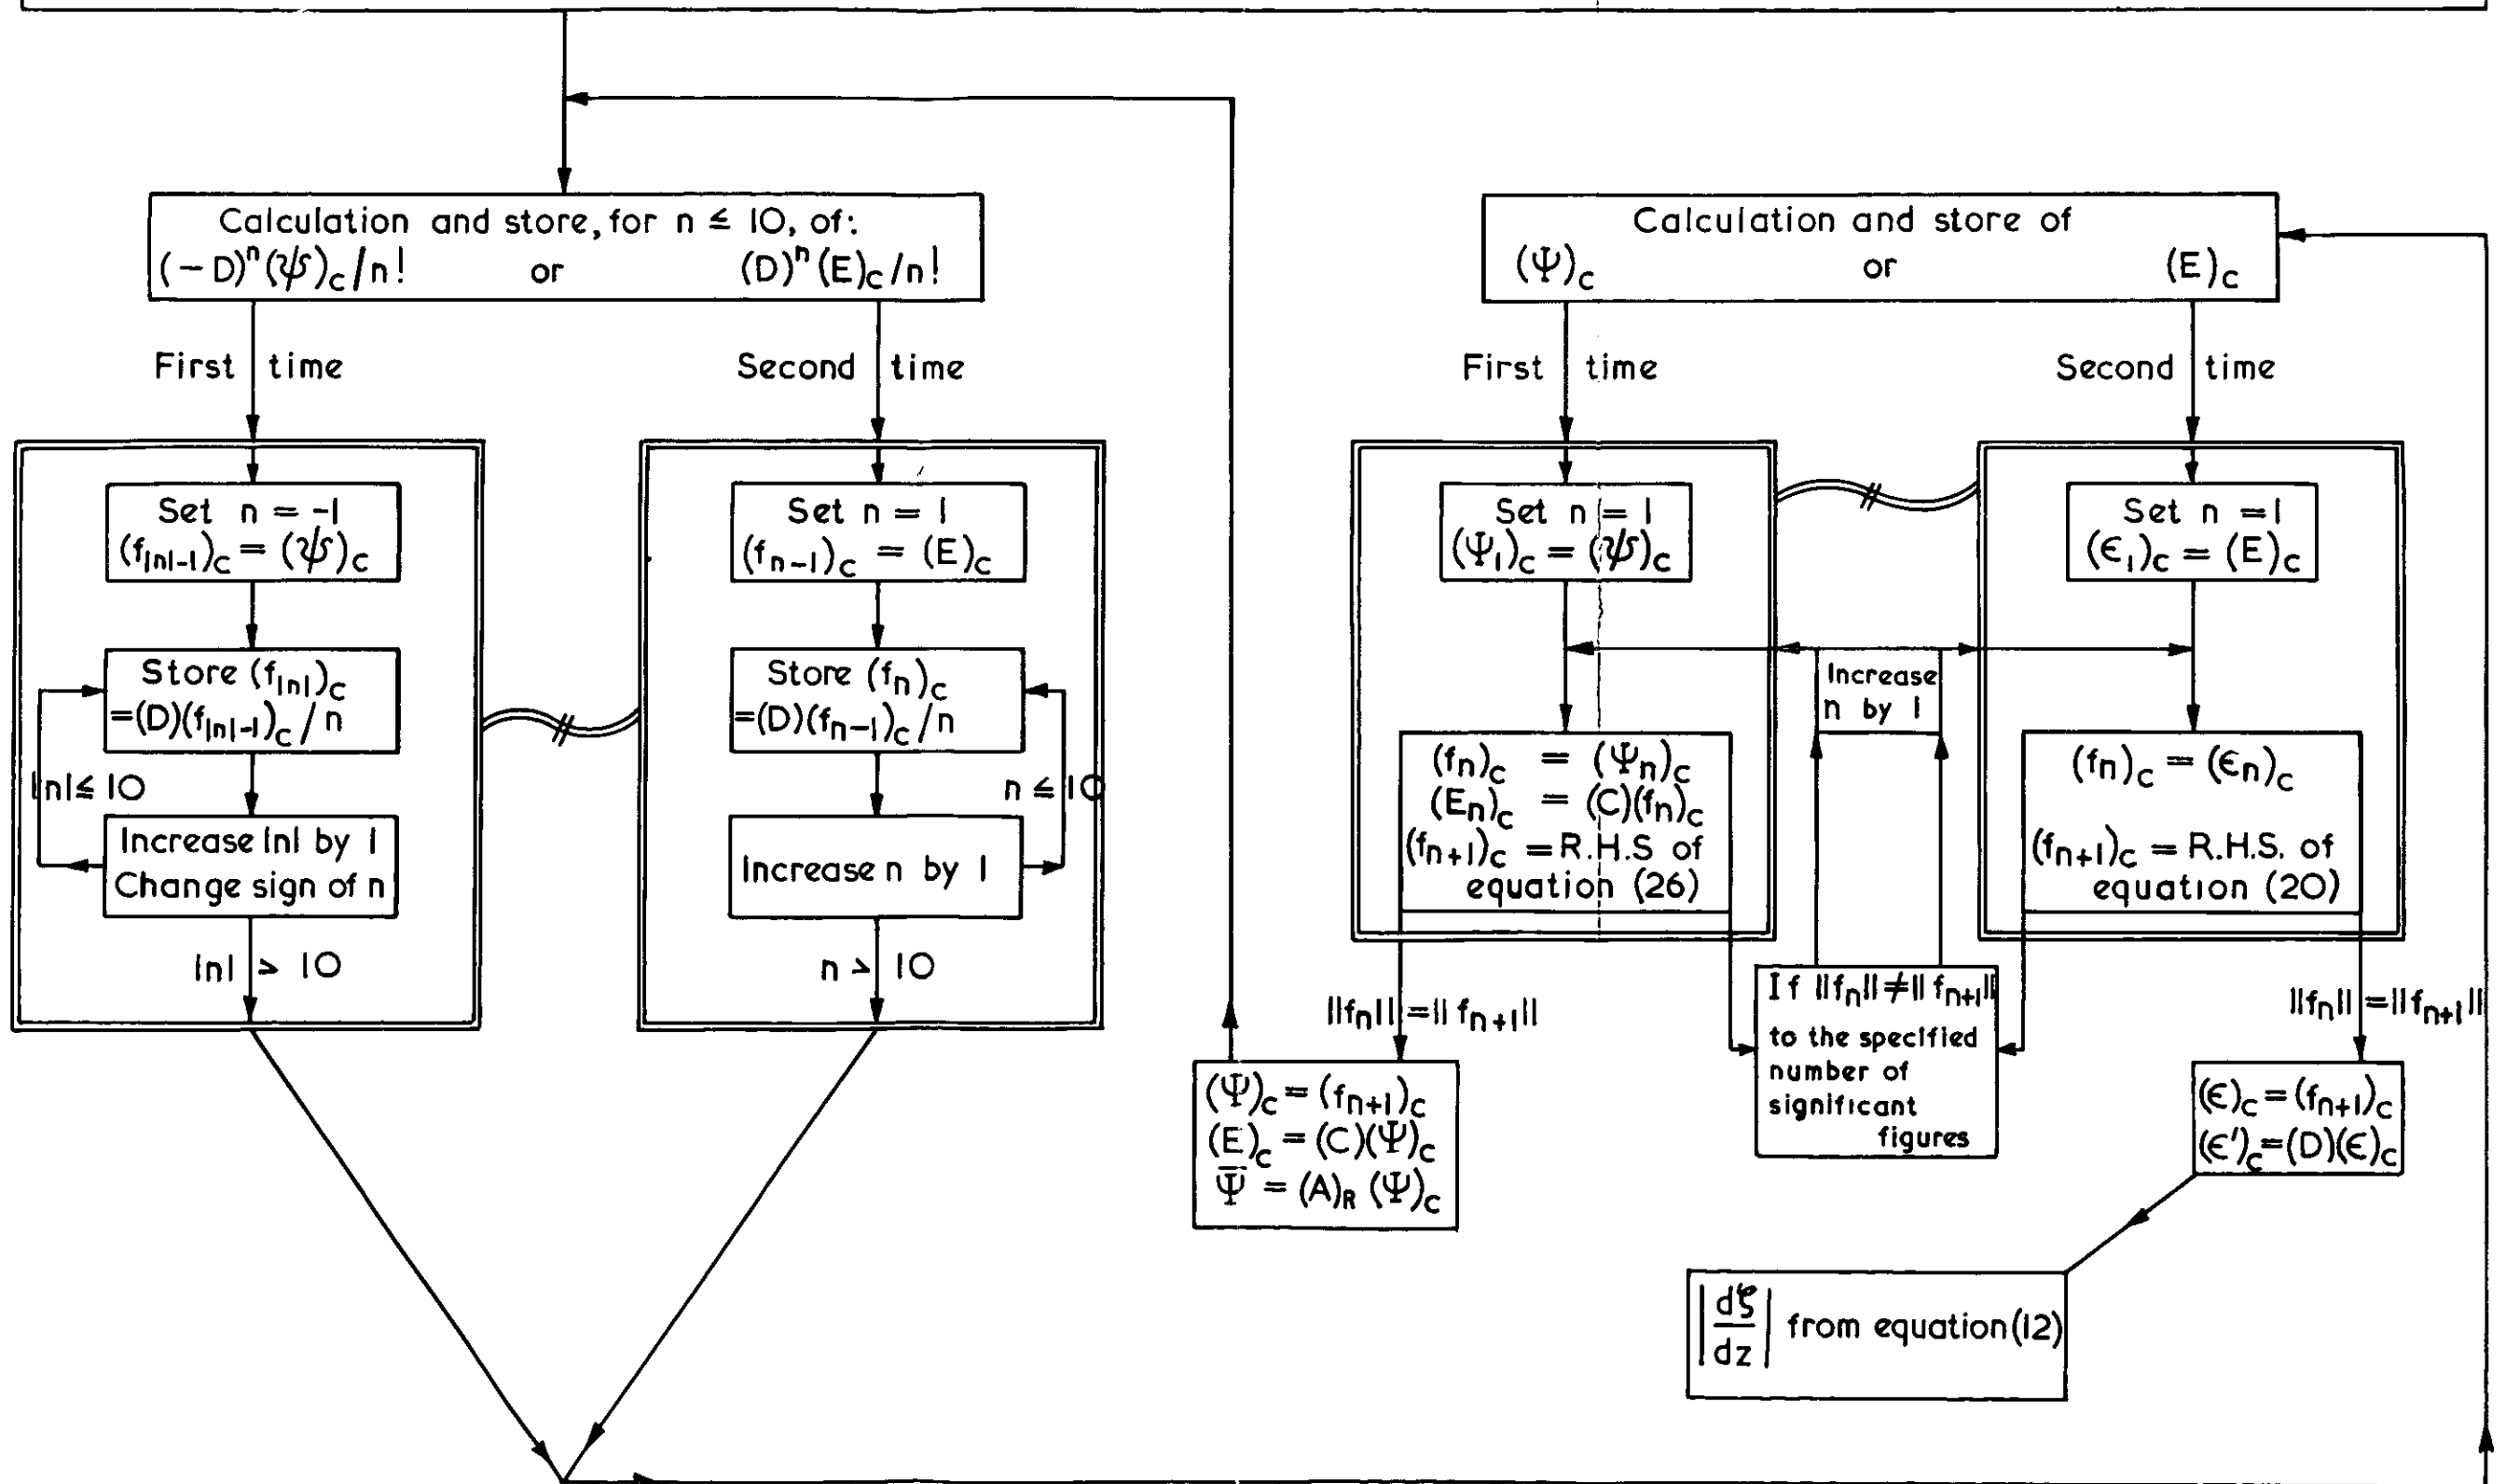 Calculation and store, for n ≤ 10, of:
(−D)ⁿ(ψ)c/n! or (D)ⁿ(E)c/n!
First time
Second time
Set n = -1
(f|n|-1)c = (ψ)c
Store (f|n|)c
=(D)(f|n|-1)c/n
|n| ≤ 10
Increase |n| by 1
Change sign of n
|n| > 10
Set n = 1
(fn-1)c = (E)c
Store (fn)c
=(D)(fn-1)c/n
n ≤ 10
Increase n by 1
n > 10
Calculation and store of
(Ψ)c or (E)c
First time
Second time
Set n = 1
(Ψ1)c = (ψ)c
(fn)c = (Ψn)c
(En)c = (C)(fn)c
(fn+1)c = R.H.S of
equation (26)
||fn|| = ||fn+1||
(Ψ)c = (fn+1)c
(E)c = (C)(Ψ)c
Ψ̅ = (A)R (Ψ)c
Increase
n by 1
If ||fn|| ≠ || fn+1||
to the specified
number of
significant
figures
Set n = 1
(ϵ1)c = (E)c
(fn)c = (ϵn)c
(fn+1)c = R.H.S. of
equation (20)
||fn|| = ||fn+1||
(ϵ)c = (fn+1)c
(ϵ′)c = (D)(ϵ)c
|dζ/dz| from equation (12)